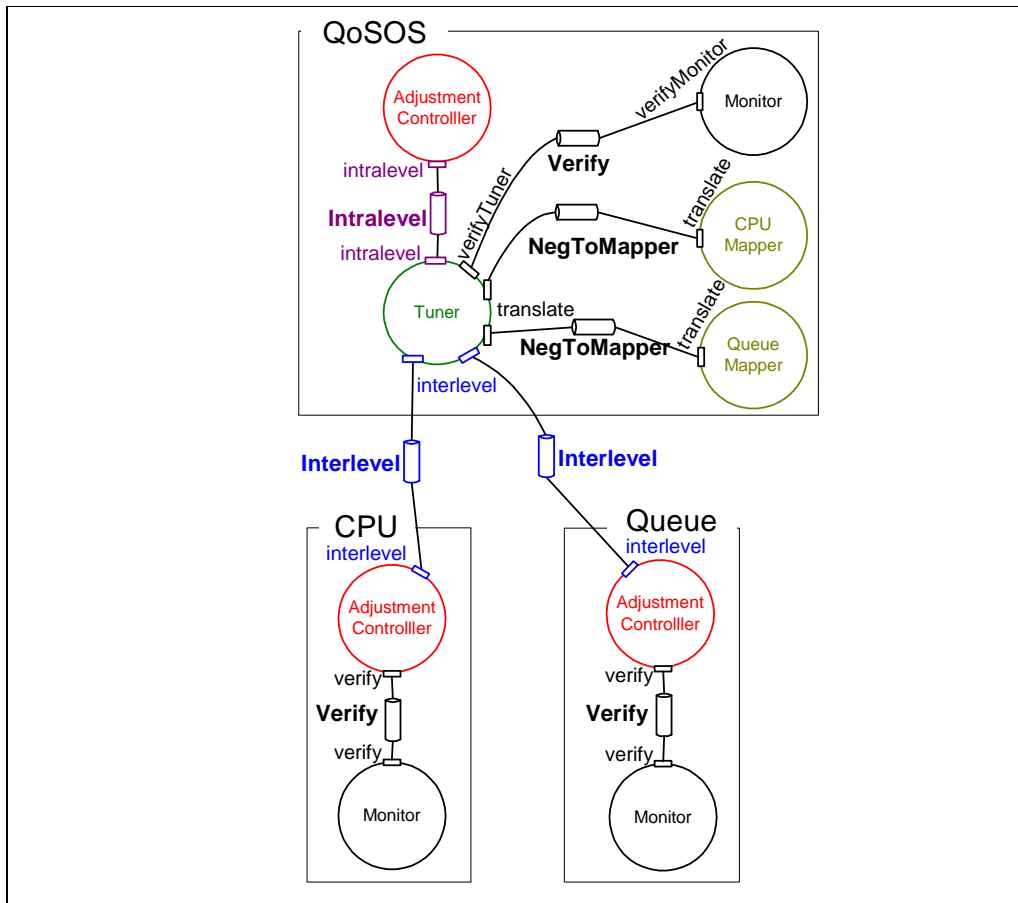 QoSOS
Adjustment
Controlller
Monitor
verifyMonitor
Verify
intralevel
Intralevel
intralevel
verifyTuner
translate
CPU
Mapper
NegToMapper
Tuner
translate
translate
NegToMapper
Queue
Mapper
interlevel
Interlevel
Interlevel
CPU
interlevel
Adjustment
Controlller
verify
Verify
verify
Monitor
Queue
interlevel
Adjustment
Controlller
verify
Verify
verify
Monitor